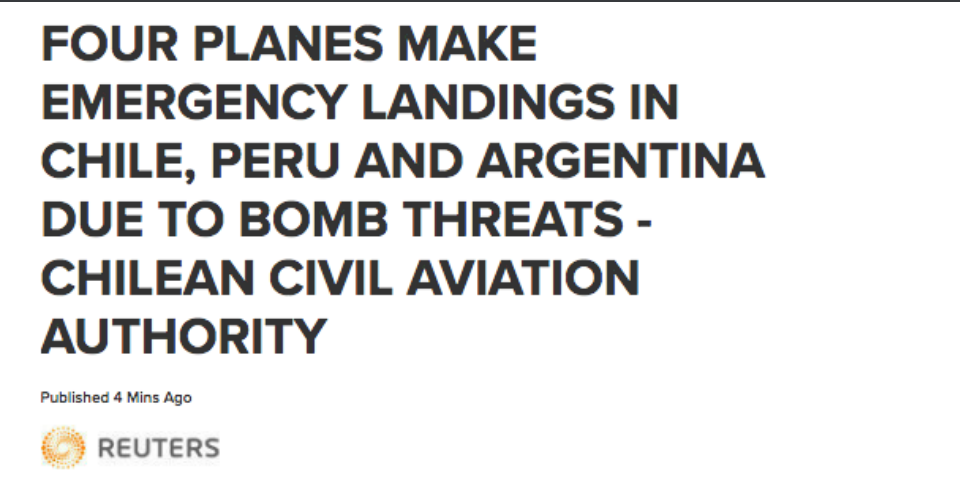 FOUR PLANES MAKE
EMERGENCY LANDINGS IN
CHILE, PERU AND ARGENTINA
DUE TO BOMB THREATS -
CHILEAN CIVIL AVIATION
AUTHORITY
Published 4 Mins Ago
REUTERS